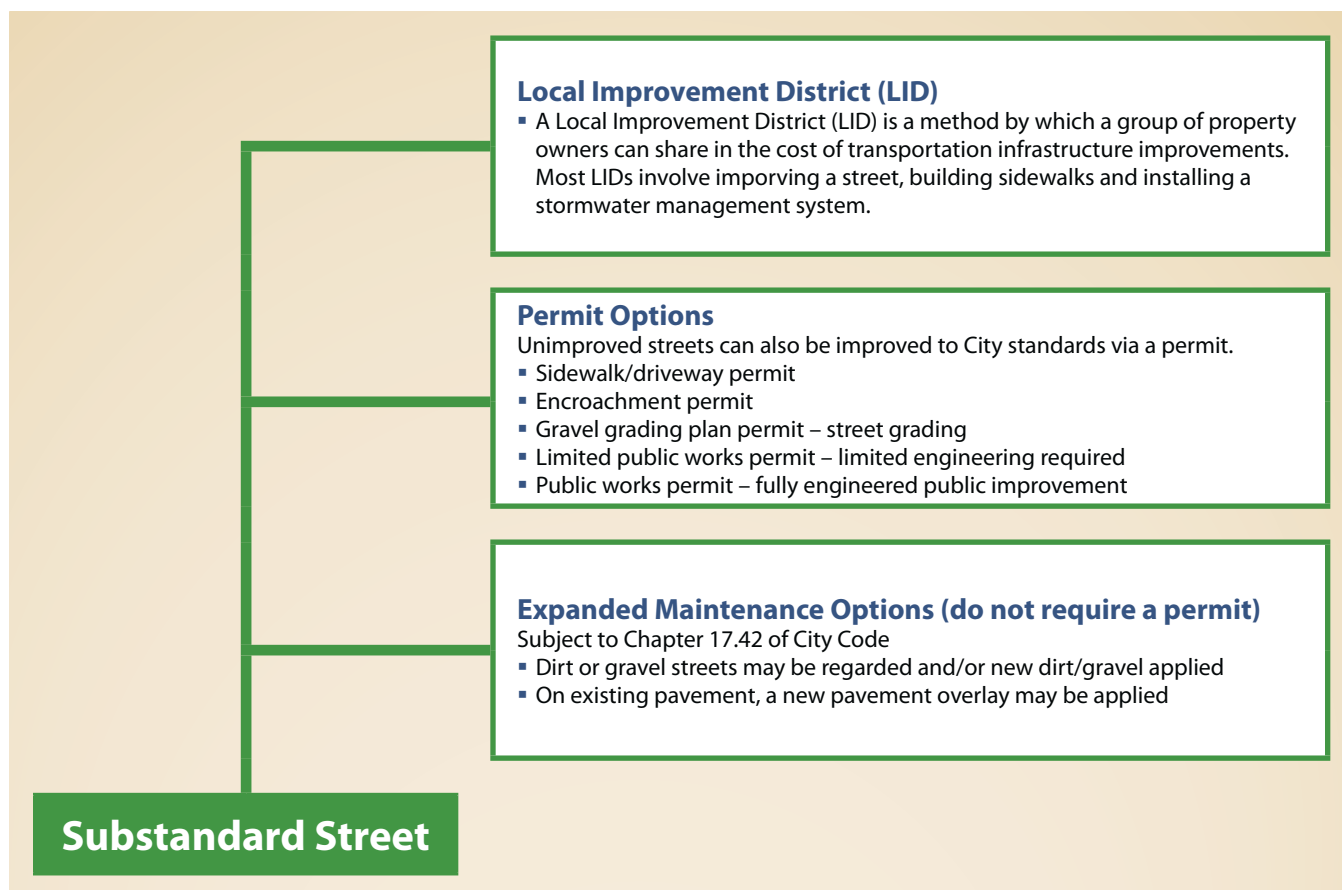 Local Improvement District (LID)
▪ A Local Improvement District (LID) is a method by which a group of property
owners can share in the cost of transportation infrastructure improvements.
Most LIDs involve imporving a street, building sidewalks and installing a
stormwater management system.
Permit Options
Unimproved streets can also be improved to City standards via a permit.
▪ Sidewalk/driveway permit
▪ Encroachment permit
▪ Gravel grading plan permit – street grading
▪ Limited public works permit – limited engineering required
▪ Public works permit – fully engineered public improvement
Expanded Maintenance Options (do not require a permit)
Subject to Chapter 17.42 of City Code
▪ Dirt or gravel streets may be regarded and/or new dirt/gravel applied
▪ On existing pavement, a new pavement overlay may be applied
Substandard Street